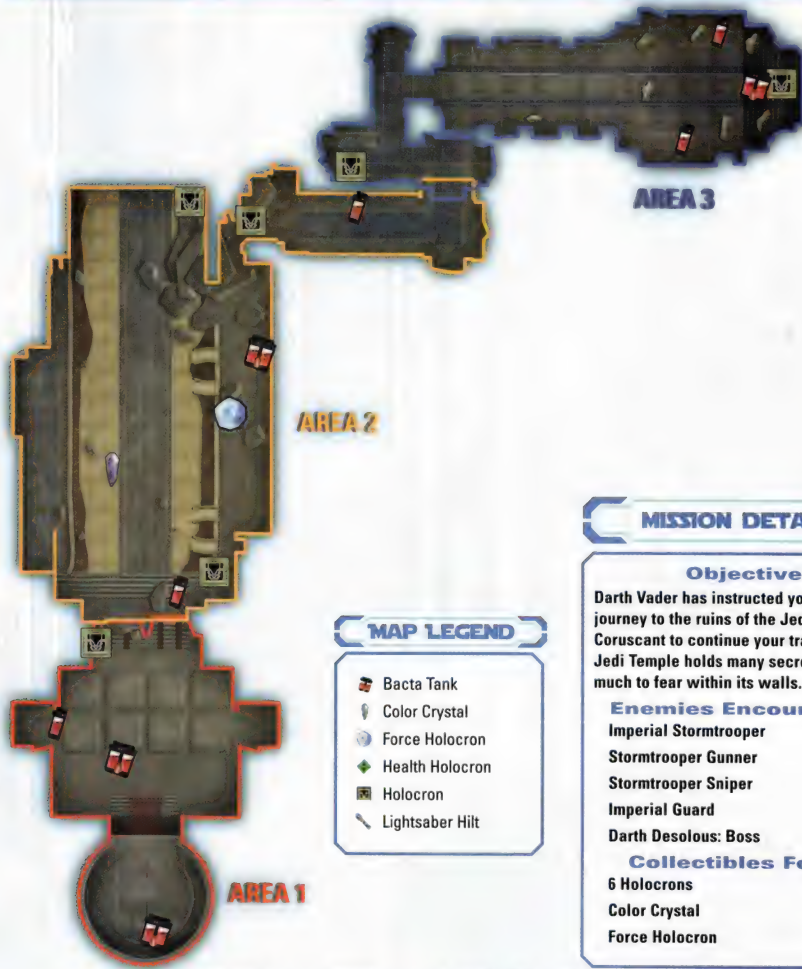 AREA 3
AREA 2
AREA 1
MAP LEGEND
Bacta Tank
Color Crystal
Force Holocron
Health Holocron
Holocron
Lightsaber Hilt
MISSION DETA
Objective
Darth Vader has instructed yo
journey to the ruins of the Jed
Coruscant to continue your tra
Jedi Temple holds many secre
much to fear within its walls.
Enemies Encour
Imperial Stormtrooper
Stormtrooper Gunner
Stormtrooper Sniper
Imperial Guard
Darth Desolous: Boss
Collectibles Fo
6 Holocrons
Color Crystal
Force Holocron